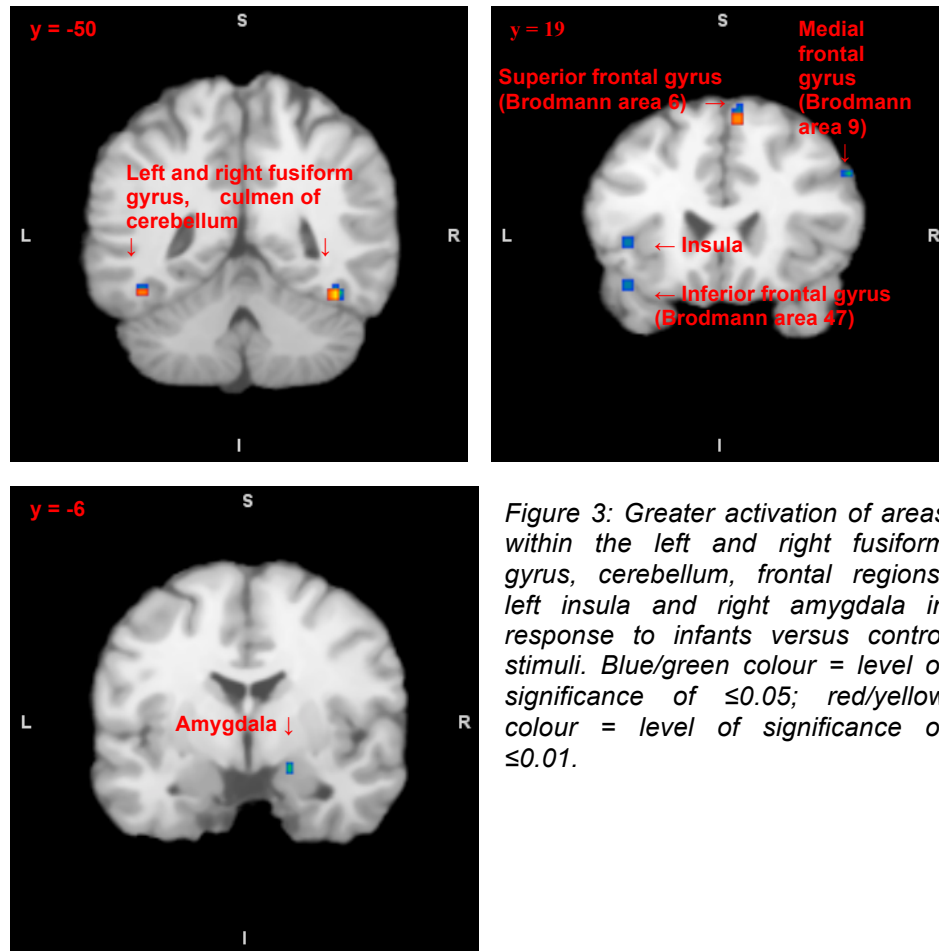 y = -50
S
Left and right fusiform
gyrus, culmen of
cerebellum
↓ ↓
L
R
I
y = 19
S
Medial
frontal
gyrus
(Brodmann
area 9)
↓
Superior frontal gyrus
(Brodmann area 6) →
L
R
← Insula
← Inferior frontal gyrus
(Brodmann area 47)
I
y = -6
S
L
R
Amygdala ↓
I
Figure 3: Greater activation of areas
within the left and right fusiform
gyrus, cerebellum, frontal regions
left insula and right amygdala in
response to infants versus contro
stimuli. Blue/green colour = level o
significance of ≤0.05; red/yellow
colour = level of significance o
≤0.01.